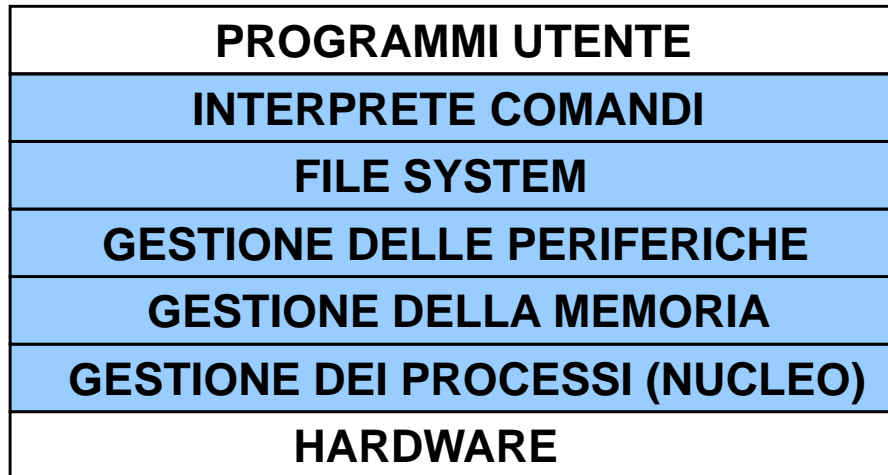 PROGRAMMI UTENTE
INTERPRETE COMANDI
FILE SYSTEM
GESTIONE DELLE PERIFERICHE
GESTIONE DELLA MEMORIA
GESTIONE DEI PROCESSI (NUCLEO)
HARDWARE